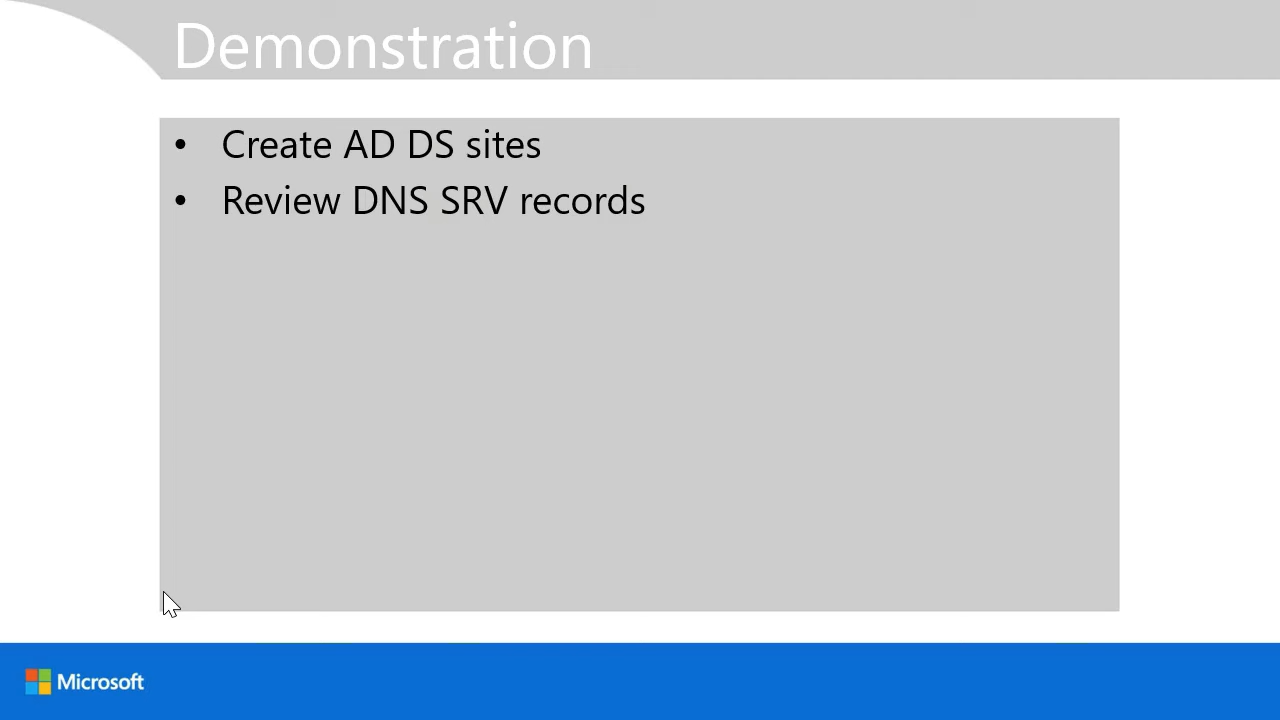 Demonstration
• Create AD DS sites
• Review DNS SRV records
Microsoft